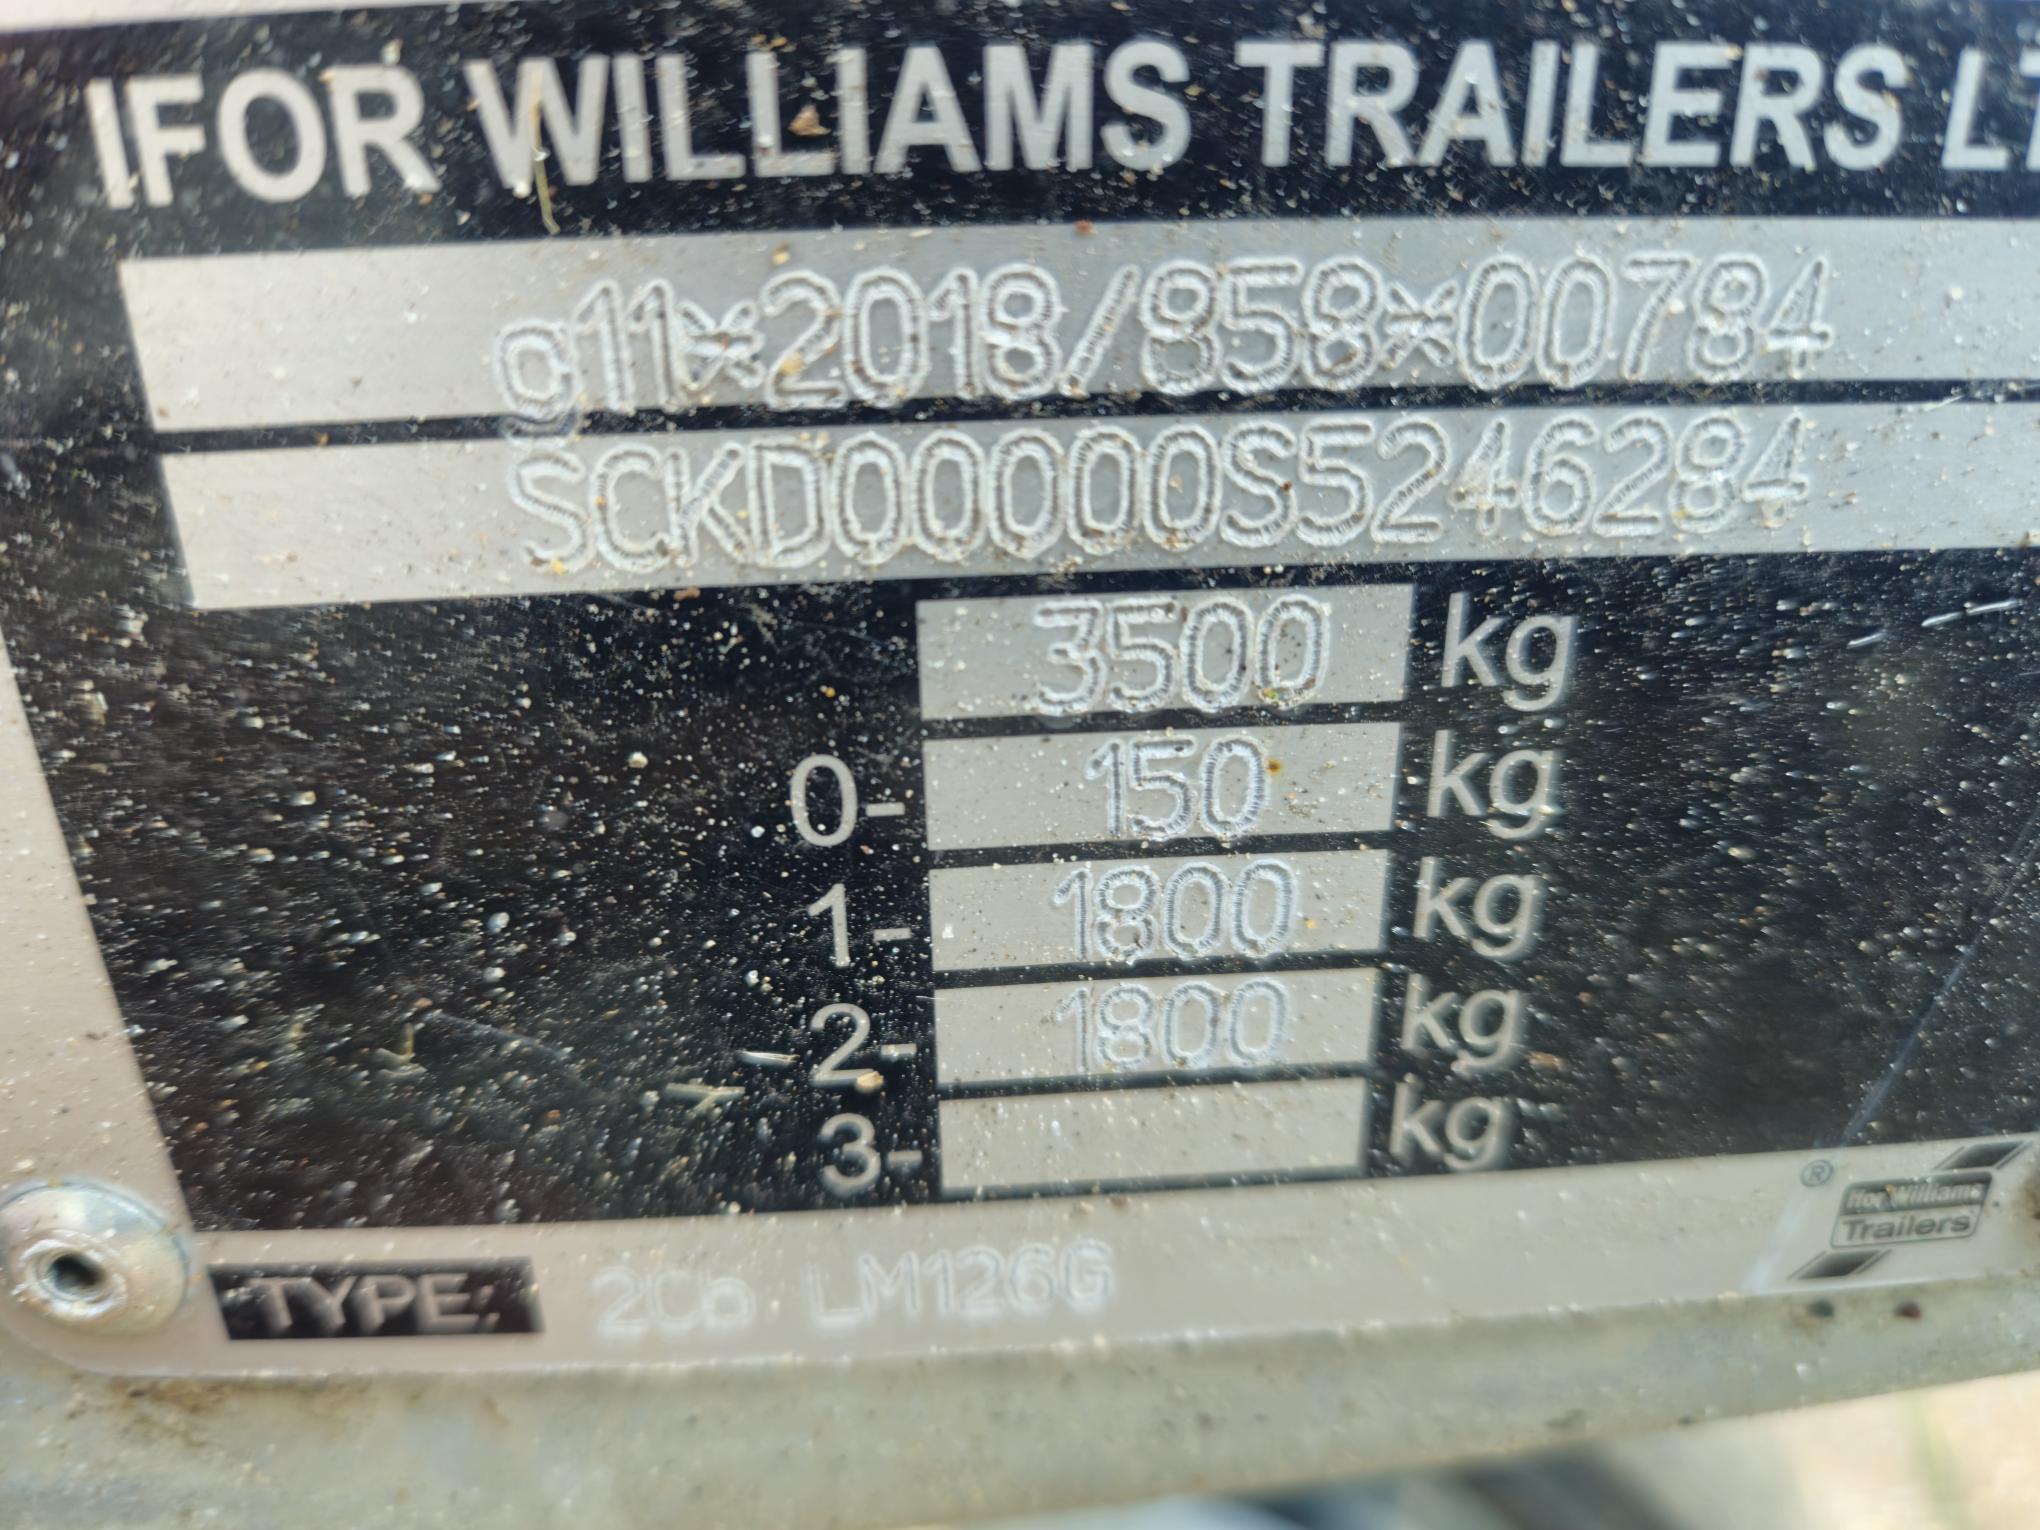 IFOR WILLIAMS TRAILERS LT
g11*2018/858*00784
SCKD00000S5246284
3500 kg
0- 150 kg
1- 1800 kg
2- 1800 kg
3- kg
®
Ifor Williams
Trailers
TYPE: 2Cb LM126G